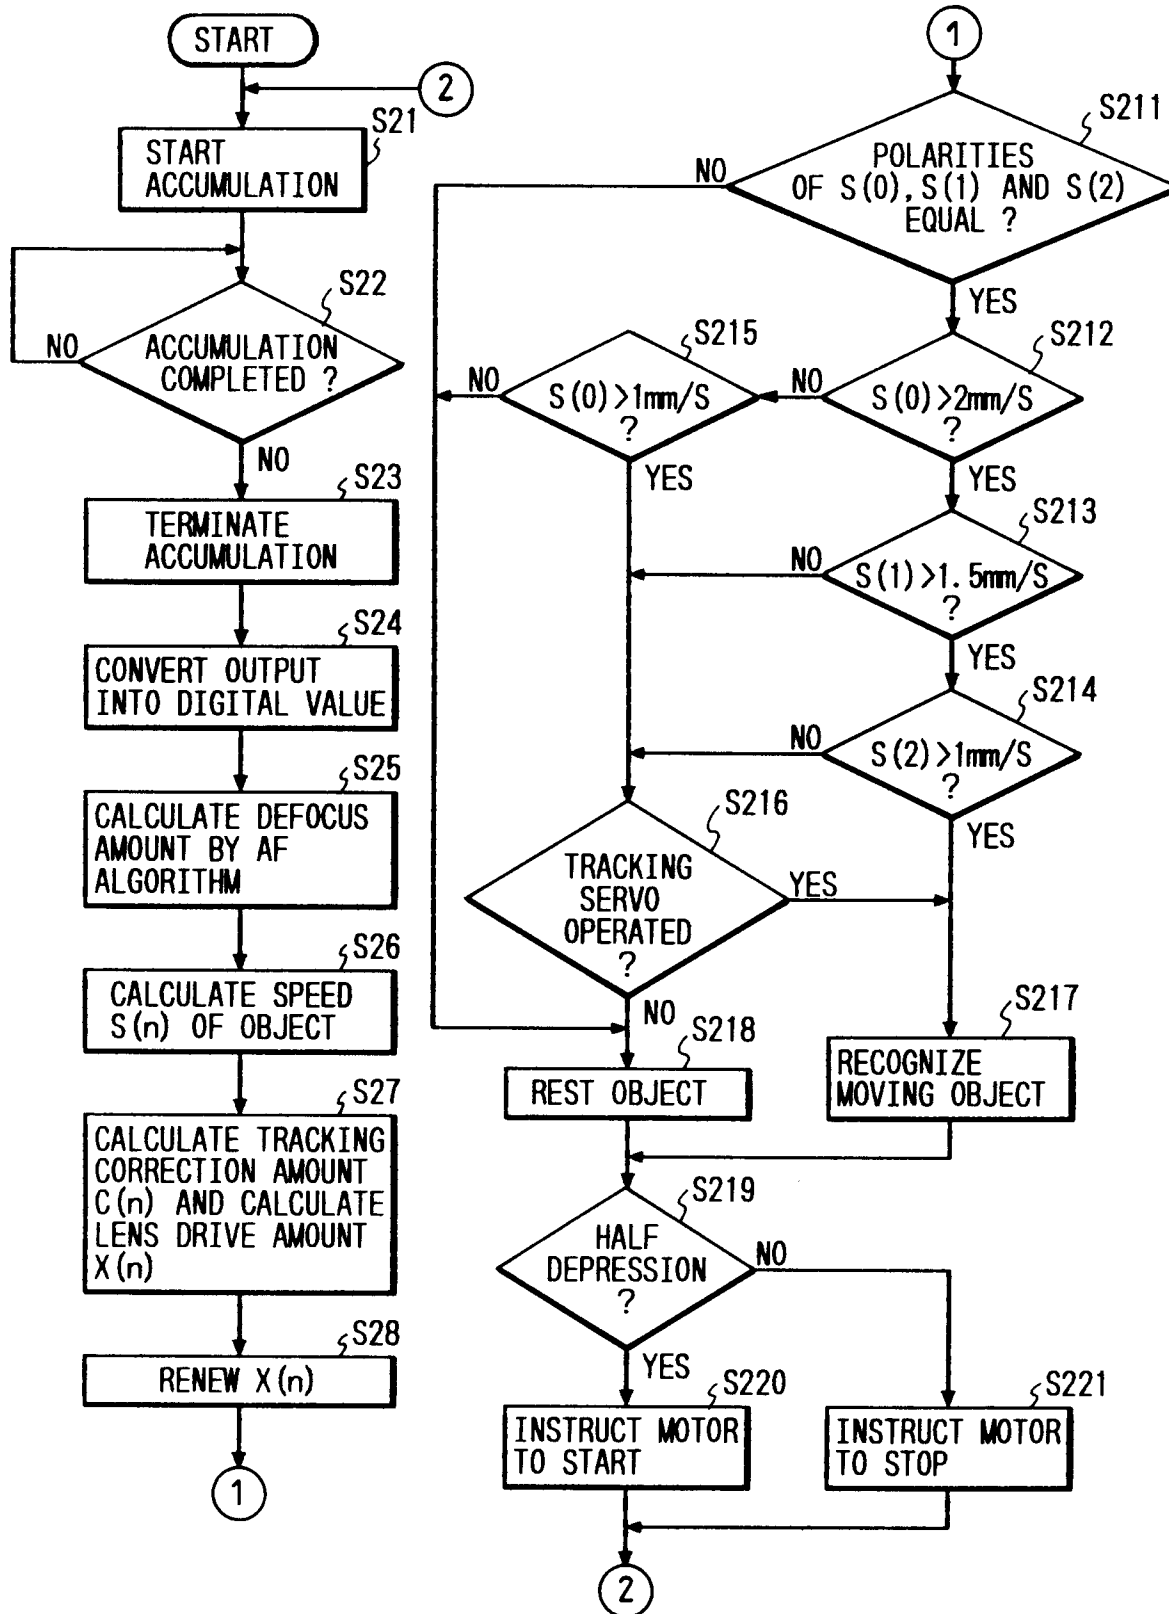 START
2
S21
START
ACCUMULATION
S22
ACCUMULATION
COMPLETED ?
NO
NO
S23
TERMINATE
ACCUMULATION
S24
CONVERT OUTPUT
INTO DIGITAL VALUE
S25
CALCULATE DEFOCUS
AMOUNT BY AF
ALGORITHM
S26
CALCULATE SPEED
S(n) OF OBJECT
S27
CALCULATE TRACKING
CORRECTION AMOUNT
C(n) AND CALCULATE
LENS DRIVE AMOUNT
X(n)
S28
RENEW X(n)
1
1
S211
POLARITIES
OF S(0), S(1) AND S(2)
EQUAL ?
NO
YES
S212
S(0)>2mm/S
?
NO
YES
S215
S(0)>1mm/S
?
NO
YES
S213
S(1)>1.5mm/S
?
NO
YES
S214
S(2)>1mm/S
?
NO
YES
S216
TRACKING
SERVO
OPERATED
?
YES
NO
S217
RECOGNIZE
MOVING OBJECT
S218
REST OBJECT
S219
HALF
DEPRESSION
?
NO
YES
S220
INSTRUCT MOTOR
TO START
S221
INSTRUCT MOTOR
TO STOP
2